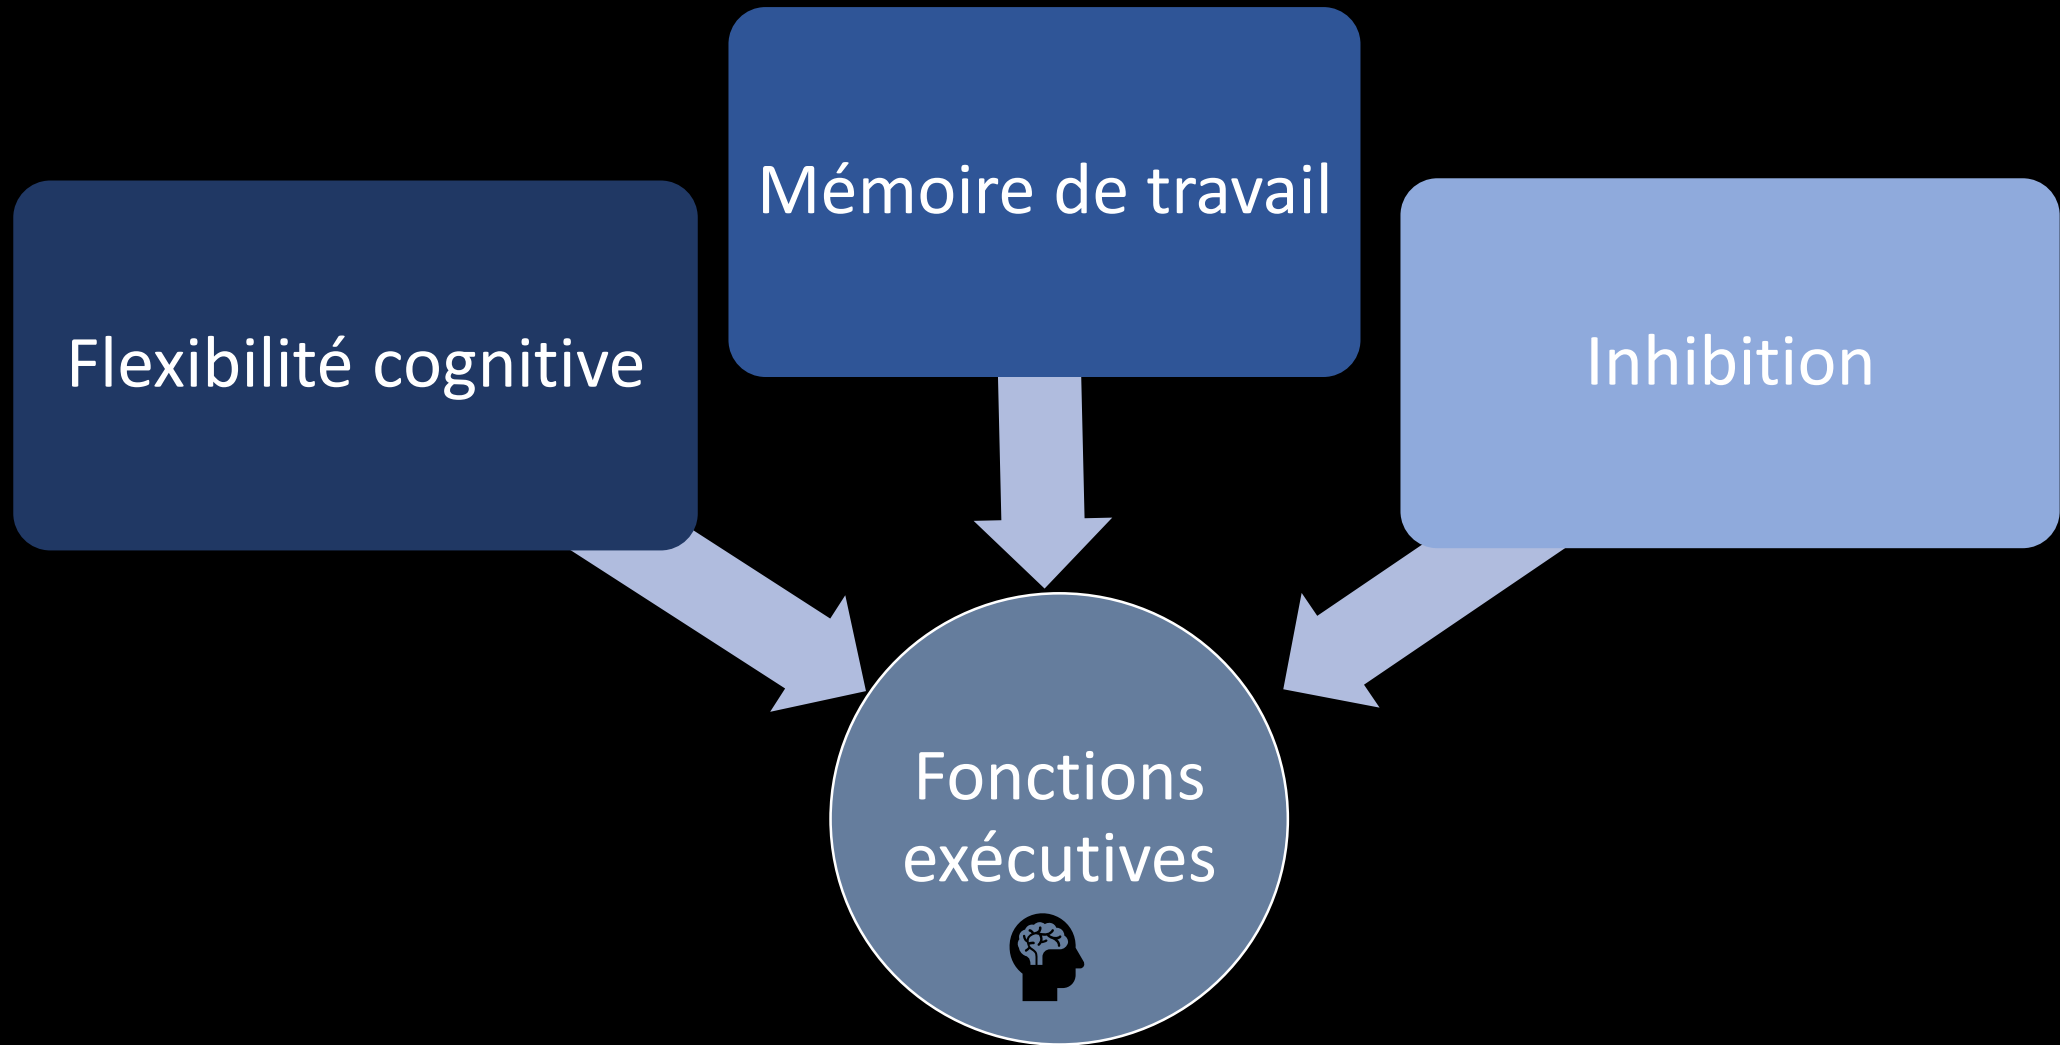 Flexibilité cognitive
Mémoire de travail
Inhibition
Fonctions
exécutives